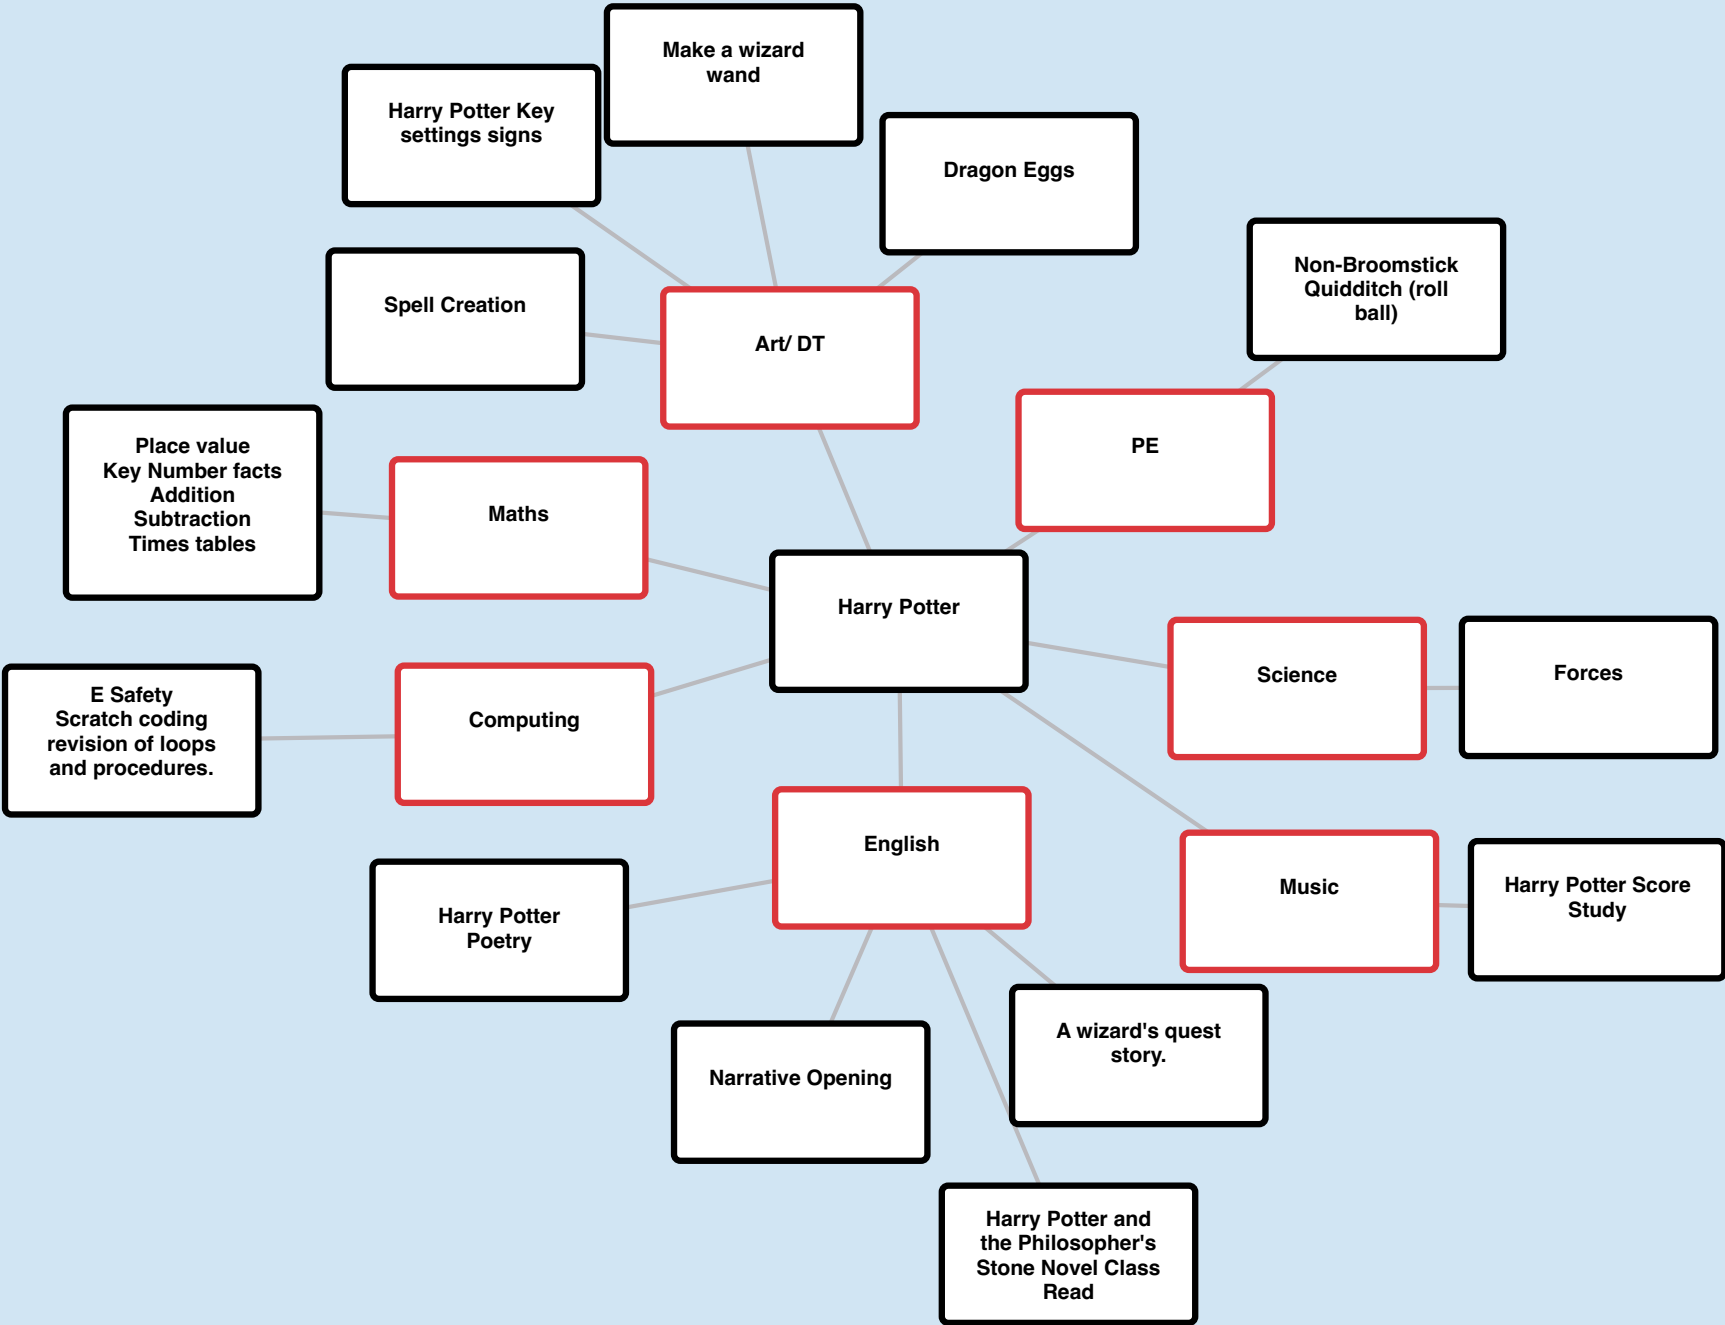 Make a wizard
wand
Harry Potter Key
settings signs
Dragon Eggs
Non-Broomstick
Quidditch (roll
ball)
Spell Creation
Art/ DT
PE
Place value
Key Number facts
Addition
Subtraction
Times tables
Maths
Harry Potter
Science
Forces
E Safety
Scratch coding
revision of loops
and procedures.
Computing
English
Music
Harry Potter Score
Study
Harry Potter
Poetry
A wizard's quest
story.
Narrative Opening
Harry Potter and
the Philosopher's
Stone Novel Class
Read